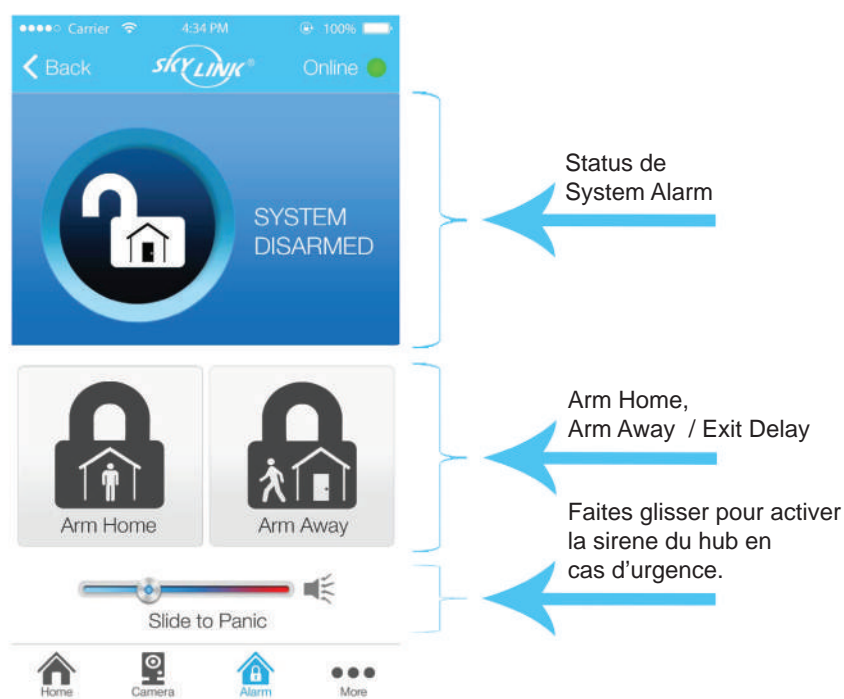 ●●●●○ Carrier 4:34 PM 100%
Back SKYLINK® Online
SYSTEM
DISARMED
Status de
System Alarm
Arm Home
Arm Away
Arm Home,
Arm Away / Exit Delay
Slide to Panic
Faites glisser pour activer
la sirene du hub en
cas d'urgence.
Home Camera Alarm More